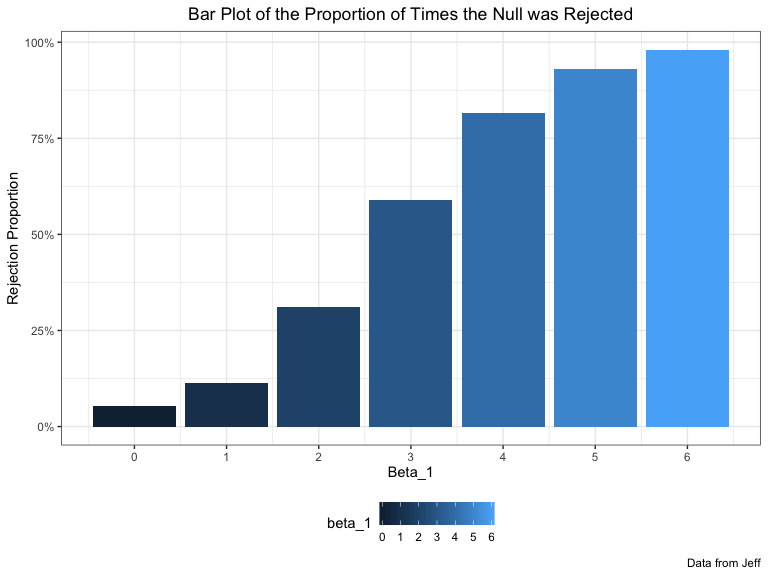 Bar Plot of the Proportion of Times the Null was Rejected
Rejection Proportion
100%
75%
50%
25%
0%
0 1 2 3 4 5 6
Beta_1
beta_1
0 1 2 3 4 5 6
Data from Jeff